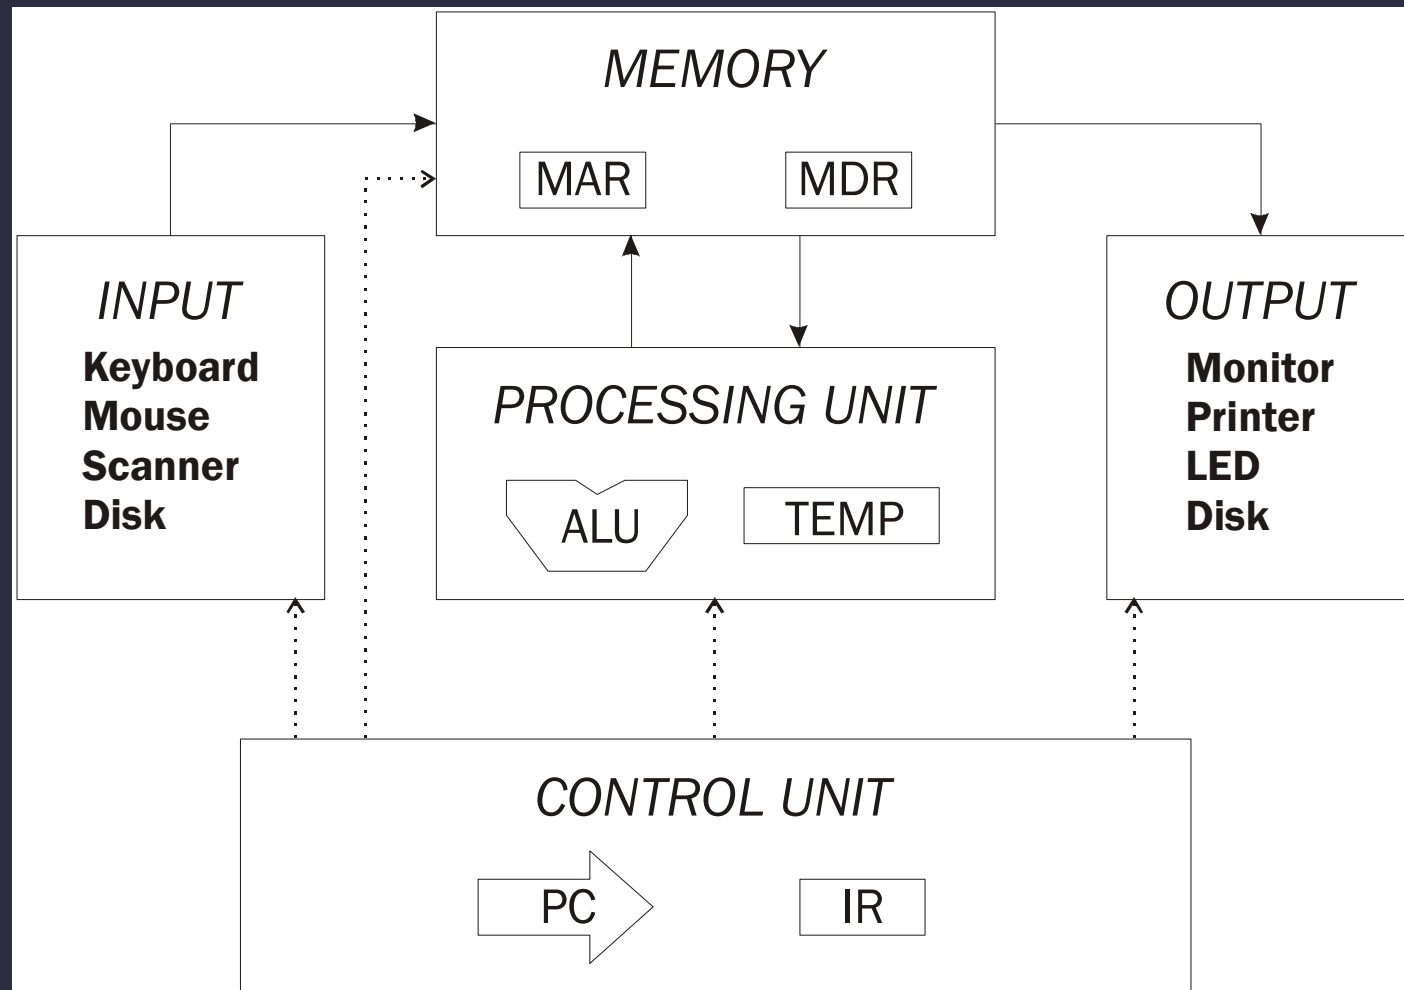 MEMORY
MAR MDR
INPUT
Keyboard
Mouse
Scanner
Disk
PROCESSING UNIT
ALU TEMP
OUTPUT
Monitor
Printer
LED
Disk
CONTROL UNIT
PC IR